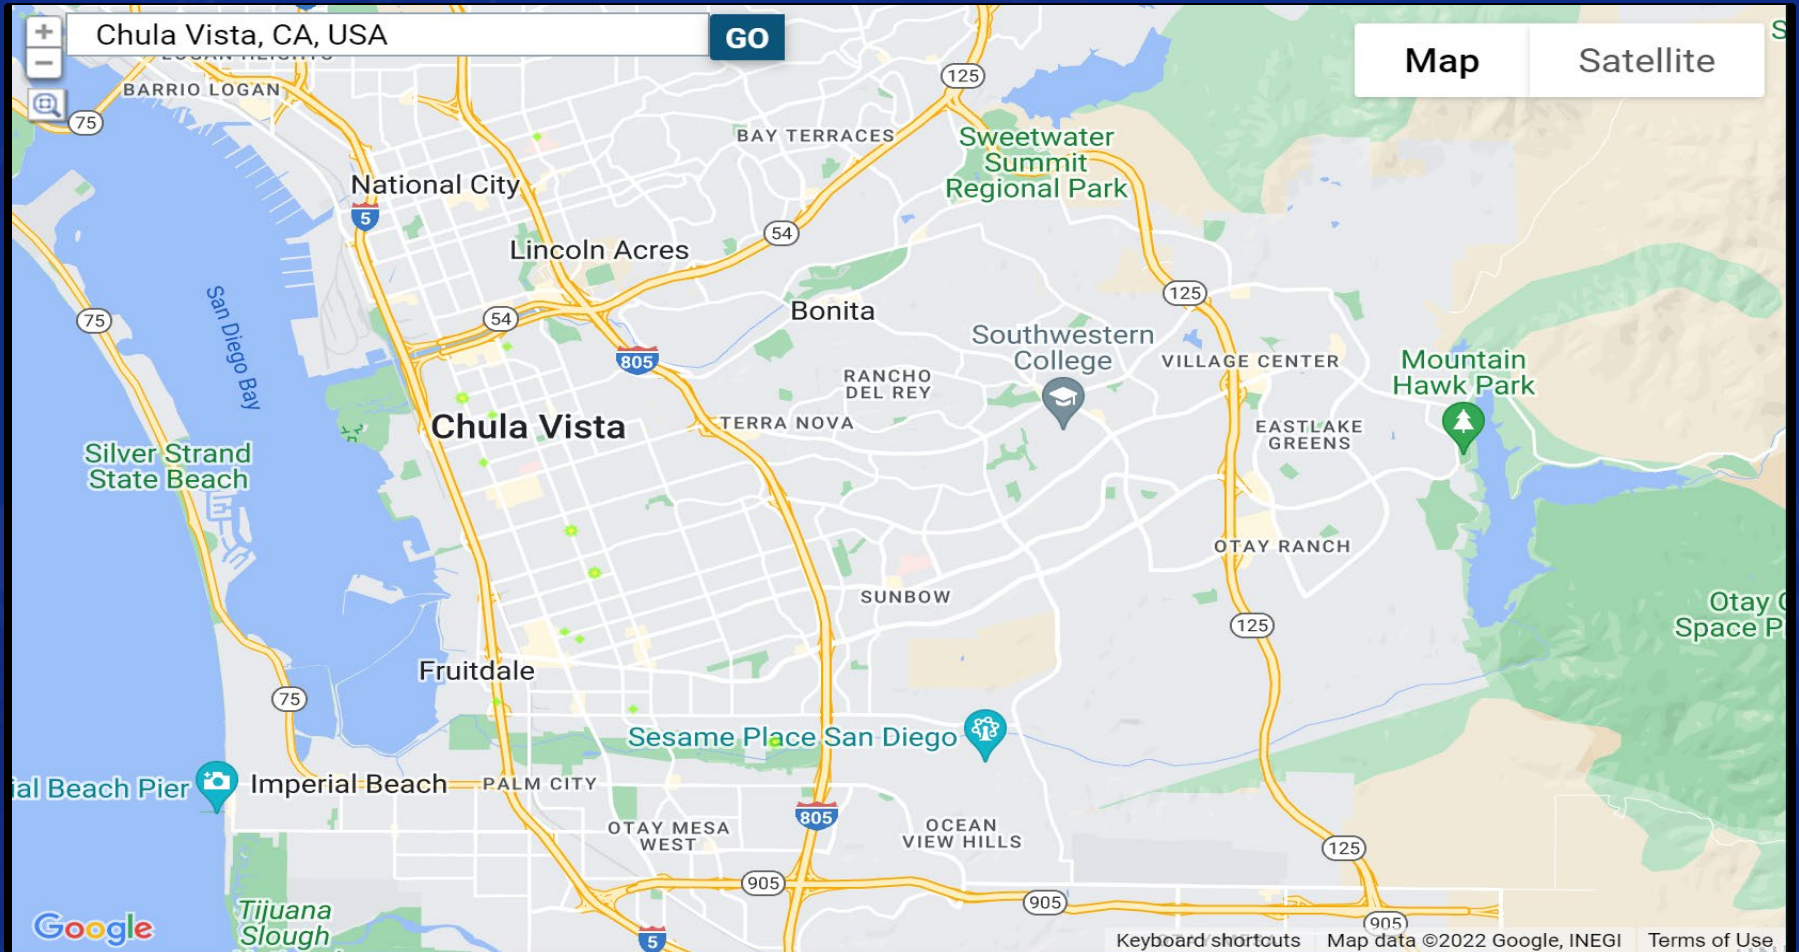 Chula Vista, CA, USA
GO
Map
Satellite
LOGAN HEIGHTS
BARRIO LOGAN
75
125
BAY TERRACES
Sweetwater
Summit
Regional Park
National City
5
54
Lincoln Acres
San Diego Bay
75
54
Bonita
125
805
Southwestern
College
VILLAGE CENTER
Mountain
Hawk Park
RANCHO
DEL REY
Chula Vista
TERRA NOVA
EASTLAKE
GREENS
Silver Strand
State Beach
OTAY RANCH
SUNBOW
125
Otay
Space P
Fruitdale
75
Sesame Place San Diego
ial Beach Pier
Imperial Beach
PALM CITY
805
OTAY MESA
WEST
OCEAN
VIEW HILLS
125
905
905
905
Tijuana
Slough
5
Google
Keyboard shortcuts
Map data ©2022 Google, INEGI
Terms of Use